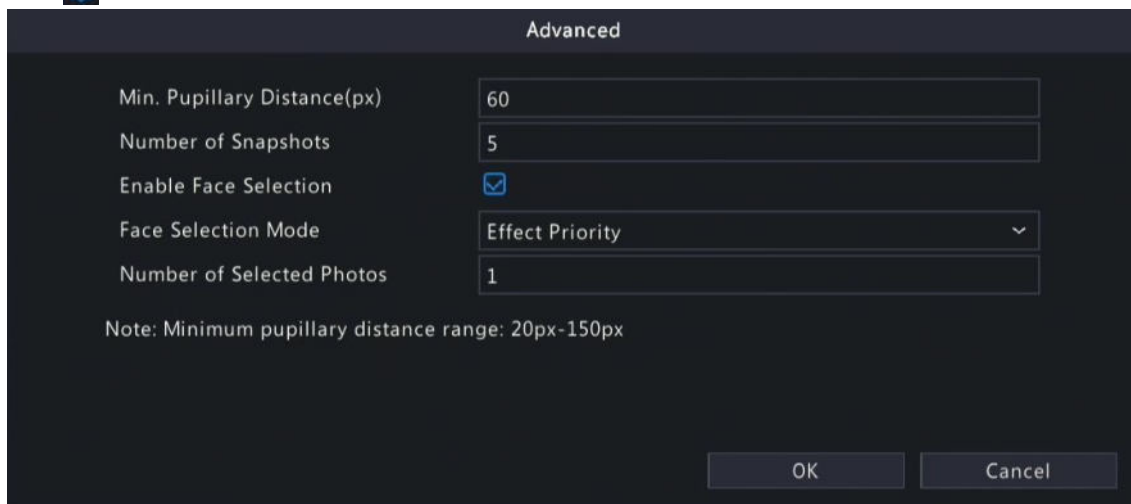 Advanced
Min. Pupillary Distance(px) 60
Number of Snapshots 5
Enable Face Selection
Face Selection Mode Effect Priority
Number of Selected Photos 1
Note: Minimum pupillary distance range: 20px-150px
OK Cancel